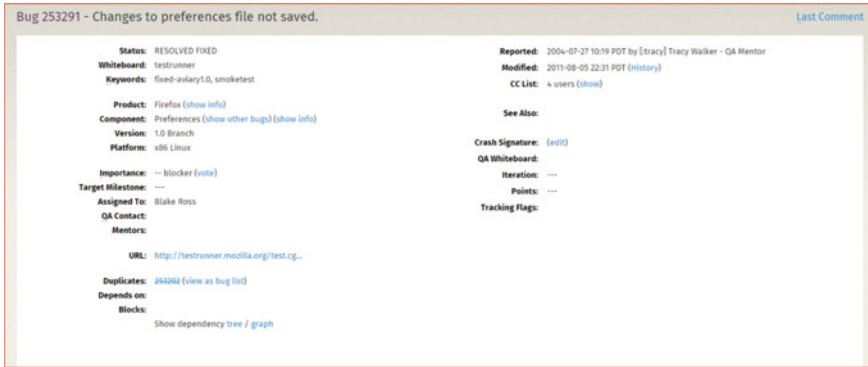 Bug 253291 - Changes to preferences file not saved.
Last Comment
Status: RESOLVED FIXED
Whiteboard: testrunner
Keywords: fixed-aviary1.0, smoketest
Product: Firefox (show info)
Component: Preferences (show other bugs) (show info)
Version: 1.0 Branch
Platform: x86 Linux
Importance: -- blocker (vote)
Target Milestone: ---
Assigned To: Blake Ross
QA Contact:
Mentors:
URL: http://testrunner.mozilla.org/test.cg...
Duplicates: 253202 (view as bug list)
Depends on:
Blocks:
Show dependency tree / graph
Reported: 2004-07-27 10:19 PDT by [:tracy] Tracy Walker - QA Mentor
Modified: 2011-08-05 22:31 PDT (History)
CC List: 4 users (show)
See Also:
Crash Signature: (edit)
QA Whiteboard:
Iteration: ---
Points: ---
Tracking Flags: